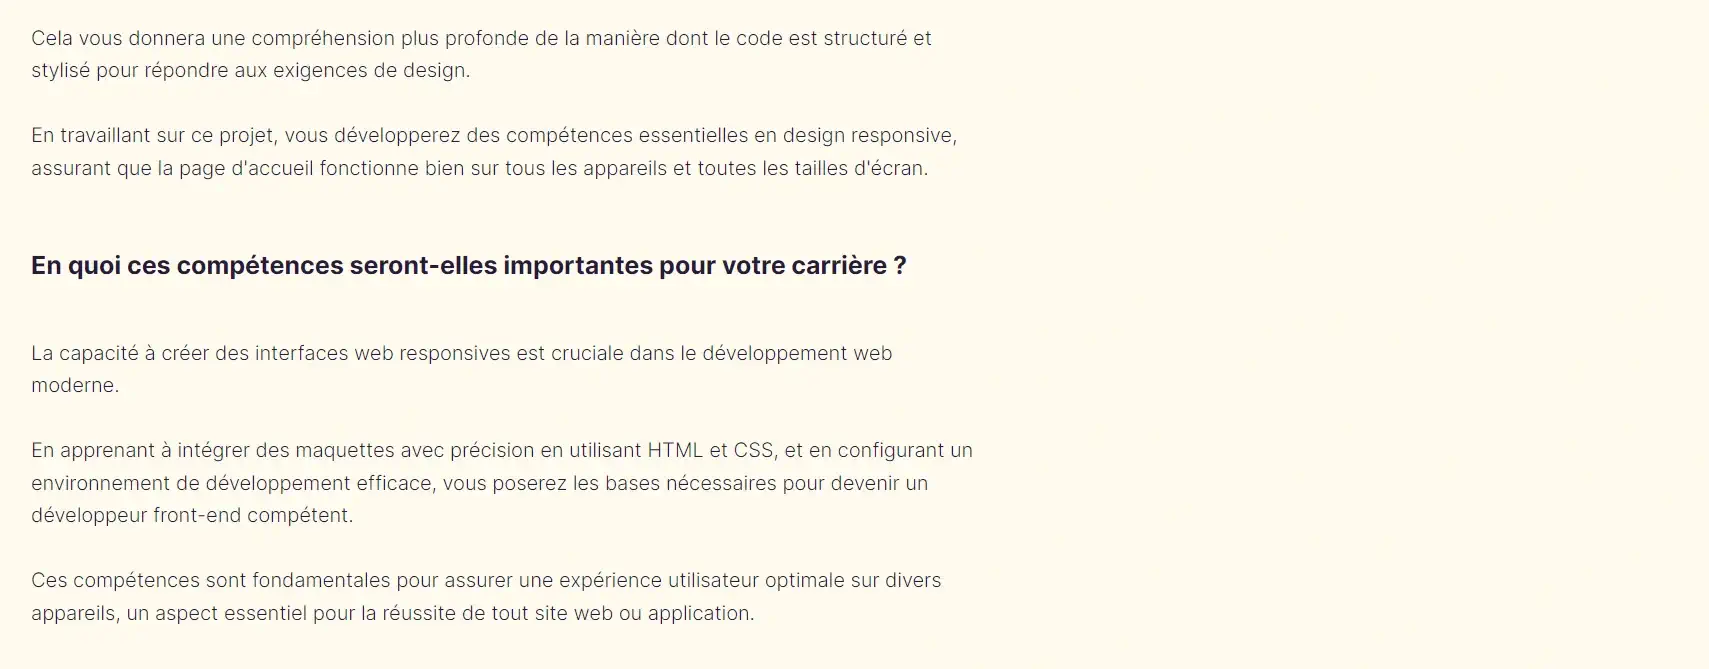 Cela vous donnera une compréhension plus profonde de la manière dont le code est structuré et
stylisé pour répondre aux exigences de design.
En travaillant sur ce projet, vous développerez des compétences essentielles en design responsive,
assurant que la page d'accueil fonctionne bien sur tous les appareils et toutes les tailles d'écran.
En quoi ces compétences seront-elles importantes pour votre carrière ?
La capacité à créer des interfaces web responsives est cruciale dans le développement web
moderne.
En apprenant à intégrer des maquettes avec précision en utilisant HTML et CSS, et en configurant un
environnement de développement efficace, vous poserez les bases nécessaires pour devenir un
développeur front-end compétent.
Ces compétences sont fondamentales pour assurer une expérience utilisateur optimale sur divers
appareils, un aspect essentiel pour la réussite de tout site web ou application.